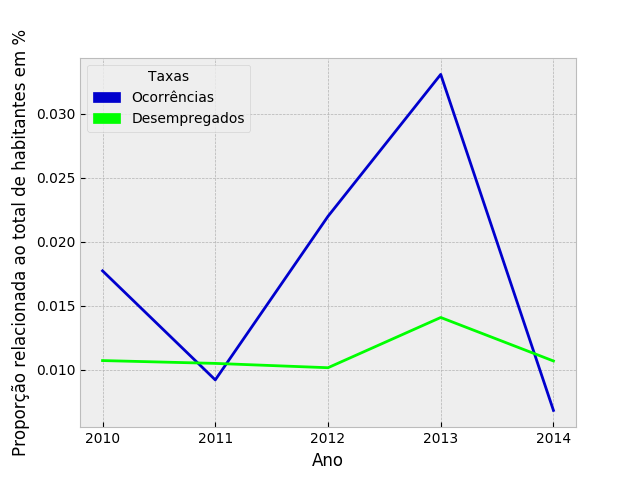 Proporção relacionada ao total de habitantes em %
Taxas
Ocorrências
Desempregados
0.030
0.025
0.020
0.015
0.010
2010 2011 2012 2013 2014
Ano